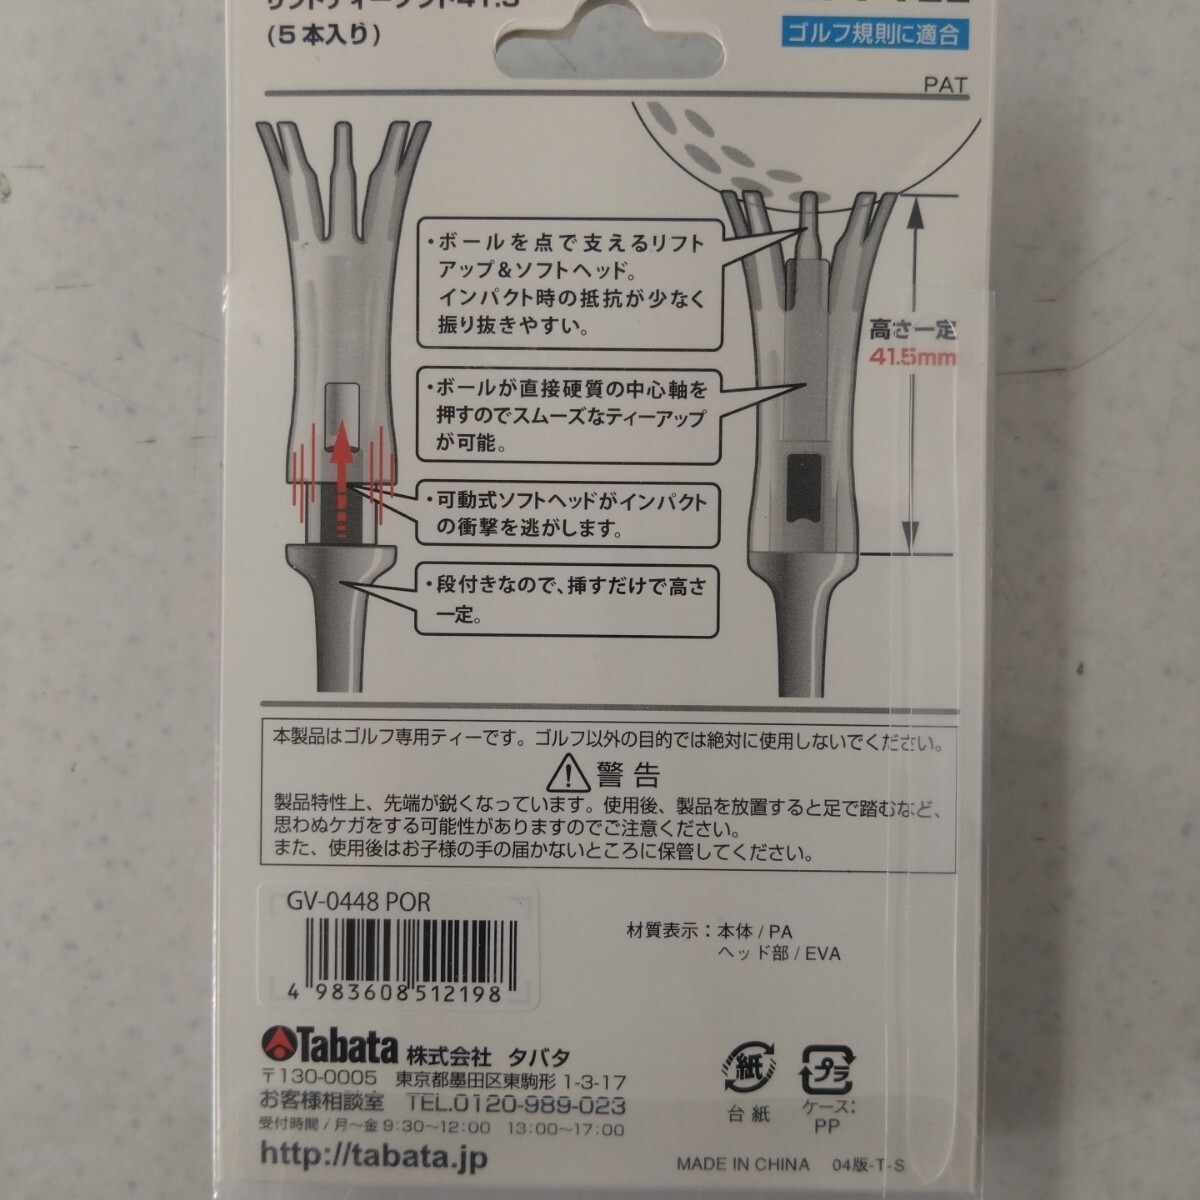 (5本入り)
ゴルフ規則に適合
PAT
・ボールを点で支えるリフト
アップ&ソフトヘッド。
インパクト時の抵抗が少なく
振り抜きやすい。
・ボールが直接硬質の中心軸を
押すのでスムーズなティーアップ
が可能。
・可動式ソフトヘッドがインパクト
の衝撃を逃がします。
・段付きなので、挿すだけで高さ
一定。
高さ一定
41.5mm
本製品はゴルフ専用ティーです。ゴルフ以外の目的では絶対に使用しないでください。
警告
製品特性上、先端が鋭くなっています。使用後、製品を放置すると足で踏むなど、
思わぬケガをする可能性がありますのでご注意ください。
また、使用後はお子様の手の届かないところに保管してください。
GV-0448 POR
4 983608 512198
材質表示：本体/PA
ヘッド部/EVA
Tabata 株式会社 タバタ
〒130-0005 東京都墨田区東駒形 1-3-17
お客様相談室 TEL.0120-989-023
受付時間/月〜金 9:30〜12:00 13:00〜17:00
http://tabata.jp
紙
台紙
プラ
ケース：
PP
MADE IN CHINA 04版-T-S